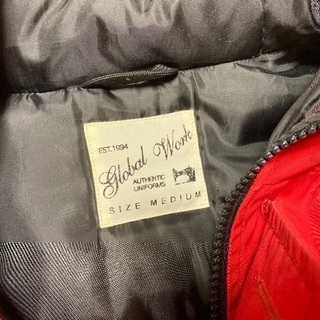 EST.1994
Global Work
AUTHENTIC
UNIFORMS
SIZE MEDIUM